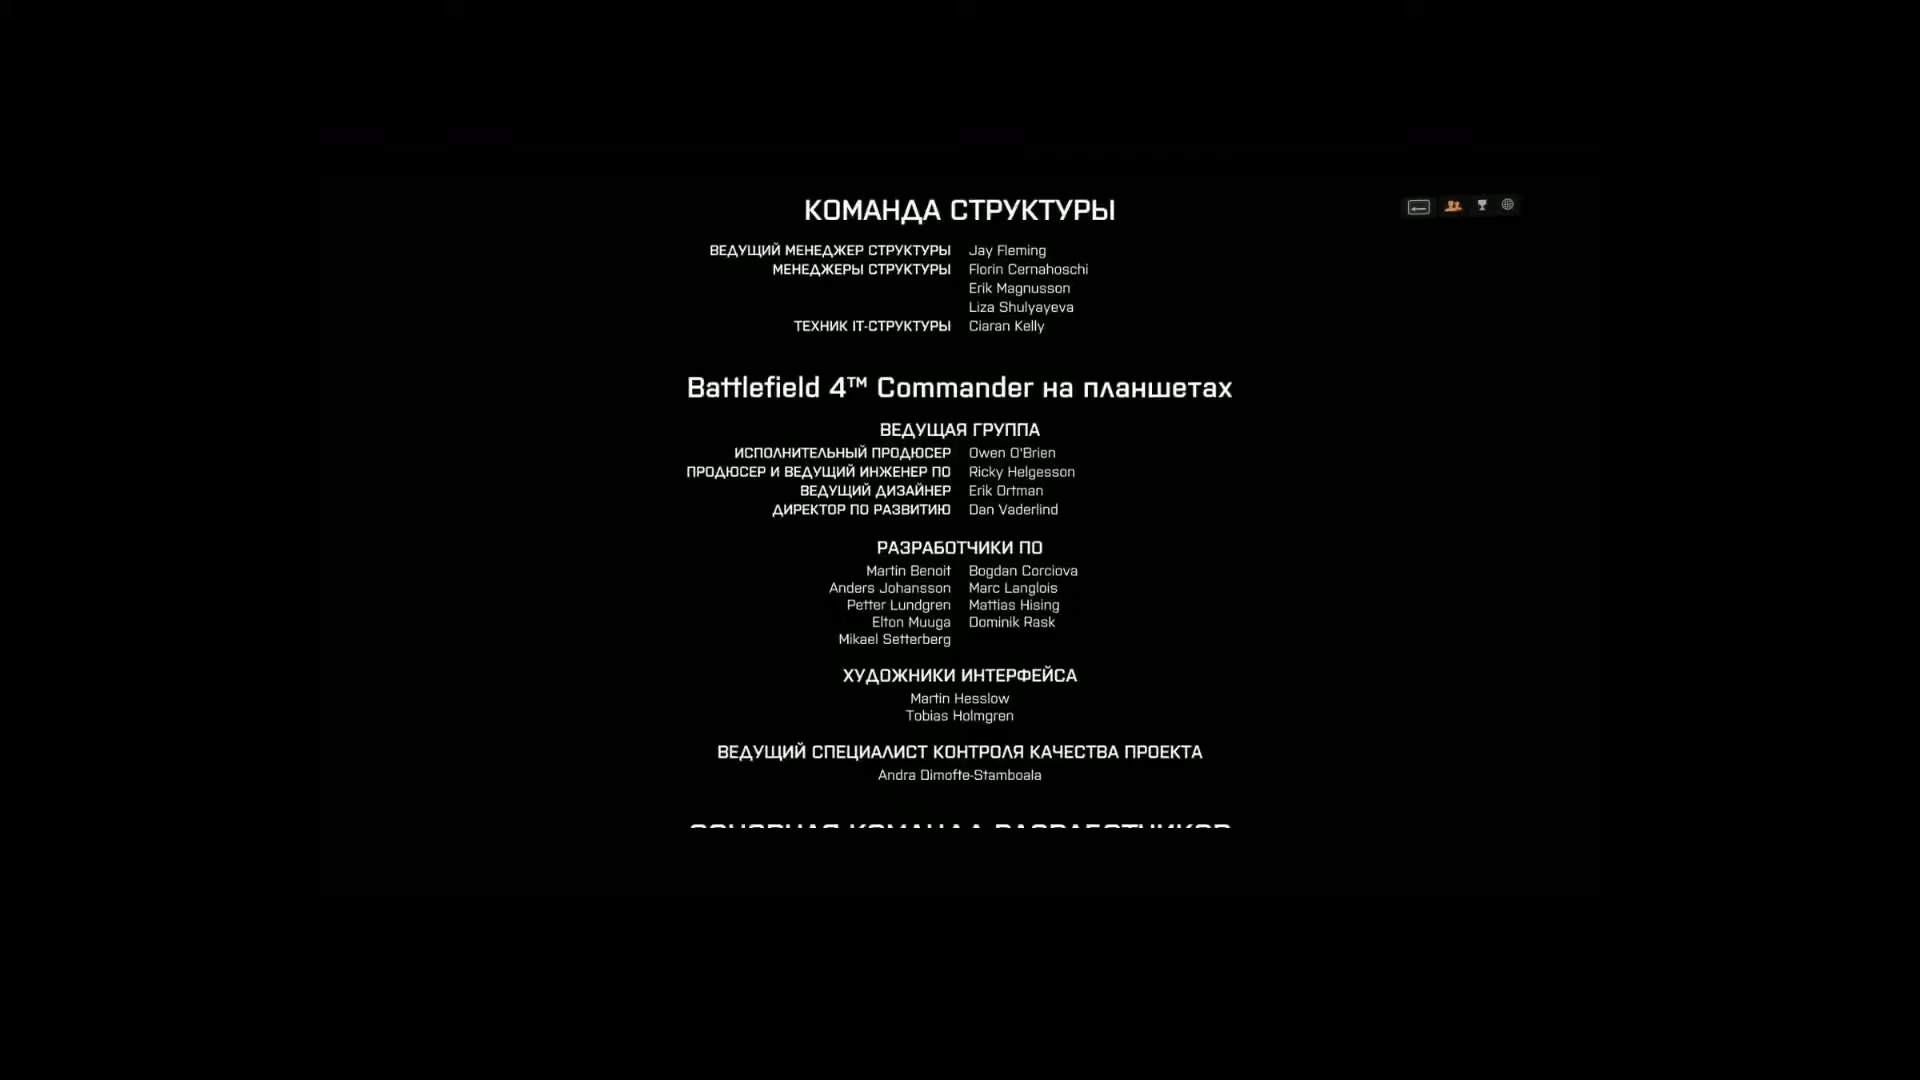 КОМАНДА СТРУКТУРЫ
ВЕДУЩИЙ МЕНЕДЖЕР СТРУКТУРЫ Jay Fleming
МЕНЕДЖЕРЫ СТРУКТУРЫ Florin Cernahoschi
Erik Magnusson
Liza Shulyayeva
ТЕХНИК IT-СТРУКТУРЫ Ciaran Kelly
Battlefield 4™ Commander на планшетах
ВЕДУЩАЯ ГРУППА
ИСПОЛНИТЕЛЬНЫЙ ПРОДЮСЕР Owen O'Brien
ПРОДЮСЕР И ВЕДУЩИЙ ИНЖЕНЕР ПО Ricky Helgesson
ВЕДУЩИЙ ДИЗАЙНЕР Erik Ortman
ДИРЕКТОР ПО РАЗВИТИЮ Dan Vaderlind
РАЗРАБОТЧИКИ ПО
Martin Benoit Bogdan Corciova
Anders Johansson Marc Langlois
Petter Lundgren Mattias Hising
Elton Muuga Dominik Rask
Mikael Setterberg
ХУДОЖНИКИ ИНТЕРФЕЙСА
Martin Hesslow
Tobias Holmgren
ВЕДУЩИЙ СПЕЦИАЛИСТ КОНТРОЛЯ КАЧЕСТВА ПРОЕКТА
Andra Dimofte-Stamboala
ОСНОВНАЯ КОМАНДА РАЗРАБОТЧИКОВ